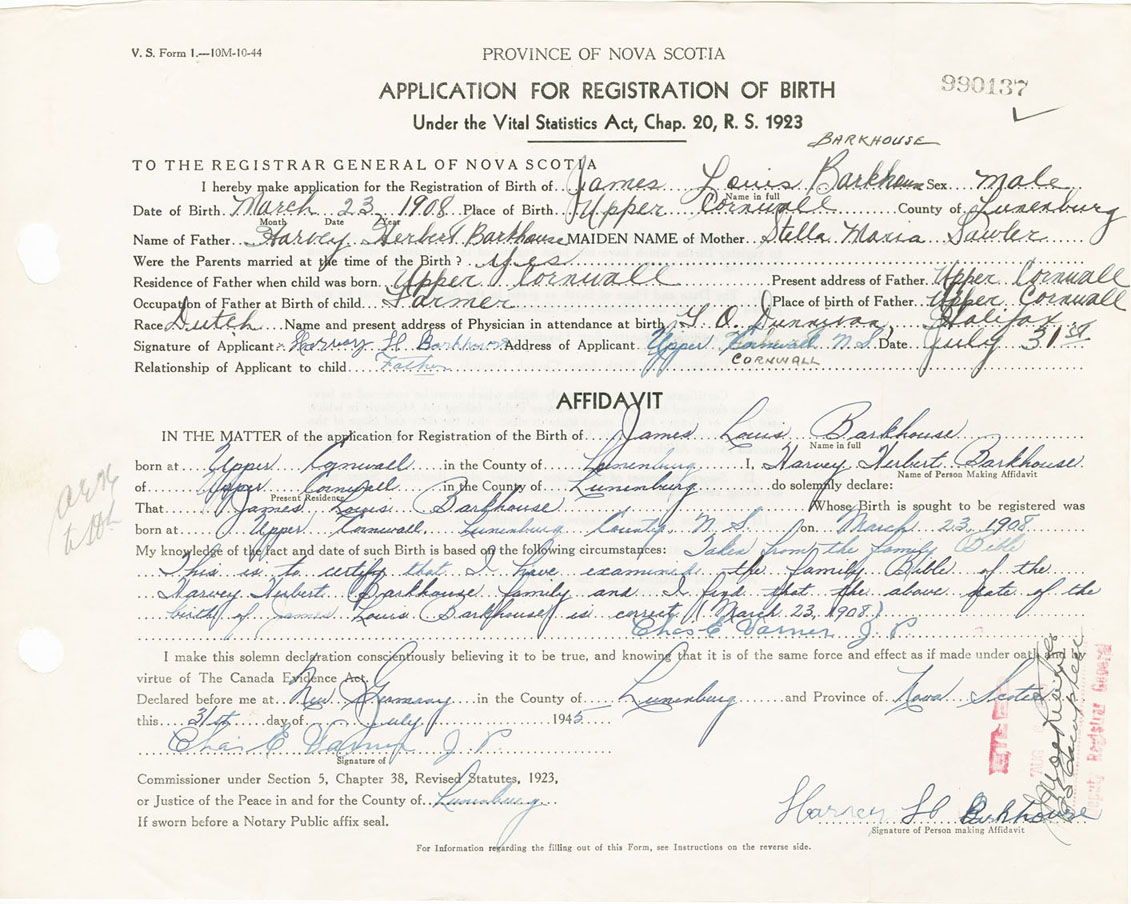 V. S. Form 1.—10M-10-44
PROVINCE OF NOVA SCOTIA
APPLICATION FOR REGISTRATION OF BIRTH
990137
Under the Vital Statistics Act, Chap. 20, R. S. 1923
BARKHOUSE
TO THE REGISTRAR GENERAL OF NOVA SCOTIA
I hereby make application for the Registration of Birth of James Louis Barkhouse Sex Male
Name in full
Date of Birth March 23 1908 Place of Birth Upper Cornwall County of Lunenburg
Month Date Year
Name of Father Harvey Herbert Barkhouse MAIDEN NAME of Mother Stella Maria Sawler
Were the Parents married at the time of the Birth? yes
Residence of Father when child was born Upper Cornwall Present address of Father Upper Cornwall
Occupation of Father at Birth of child Farmer Place of birth of Father Upper Cornwall
Race Dutch Name and present address of Physician in attendance at birth O. Halifax
Signature of Applicant Harvey H Barkhouse Address of Applicant Upper Cornwall N S Date July 31st
CORNWALL
Relationship of Applicant to child Father
AFFIDAVIT
IN THE MATTER of the application for Registration of the Birth of James Louis Barkhouse
Name in full
born at Upper Cornwall in the County of Lunenburg I, Harvey Herbert Barkhouse
Name of Person Making Affidavit
of Upper Cornwall in the County of Lunenburg do solemnly declare:
Present Residence
That James Louis Barkhouse Whose Birth is sought to be registered was
born at Upper Cornwall Lunenburg County N. S. on March 23, 1908
My knowledge of the fact and date of such Birth is based on the following circumstances: Taken from the family Bible
This is to certify that I have examined the family Bible of the
Harvey Herbert Barkhouse family and I find that the above date of the
birth of James Louis Barkhouse is correct (March 23, 1908)
Chas E Varner J. P.
I make this solemn declaration conscientiously believing it to be true, and knowing that it is of the same force and effect as if made under oath and by
virtue of The Canada Evidence Act.
Declared before me at New Germany in the County of Lunenburg and Province of Nova Scotia
this 31st day of July 1945
Chas E Varner J. P.
Signature of
Commissioner under Section 5, Chapter 38, Revised Statutes, 1923,
or Justice of the Peace in and for the County of Lunenburg
If sworn before a Notary Public affix seal.
Harvey H Barkhouse
Signature of Person making Affidavit
Deputy Registrar General
For Information regarding the filling out of this Form, see Instructions on the reverse side.